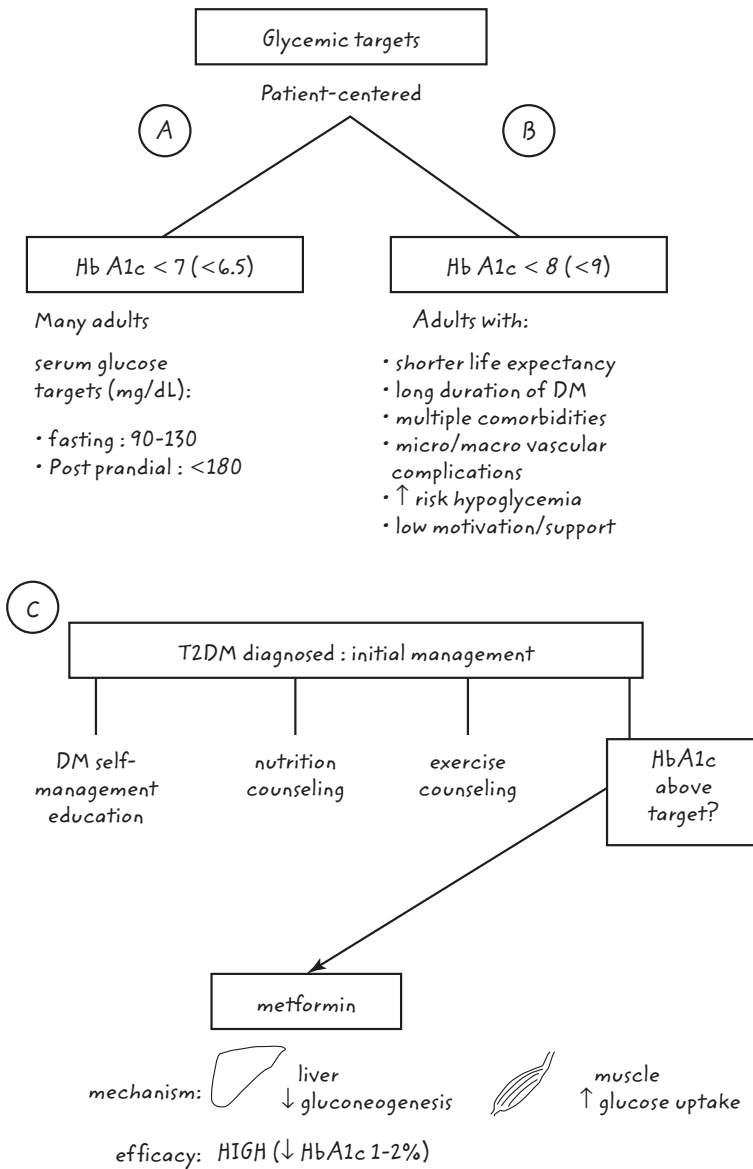 Glycemic targets
Patient-centered
A
B
Hb A1c < 7 (<6.5)
Many adults
serum glucose
targets (mg/dL):
• fasting : 90-130
• Post prandial : <180
Hb A1c < 8 (<9)
Adults with:
• shorter life expectancy
• long duration of DM
• multiple comorbidities
• micro/macro vascular
complications
• ↑ risk hypoglycemia
• low motivation/support
C
T2DM diagnosed : initial management
DM self-
management
education
nutrition
counseling
exercise
counseling
HbA1c
above
target?
metformin
mechanism:
liver
↓ gluconeogenesis
muscle
↑ glucose uptake
efficacy: HIGH (↓ HbA1c 1-2%)